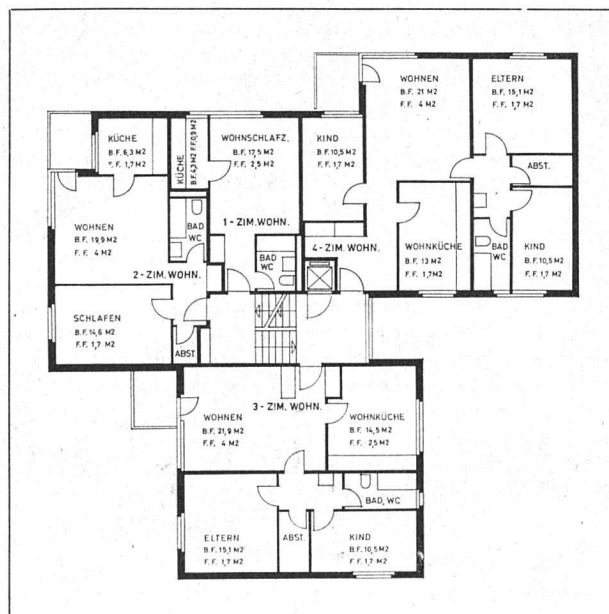 WOHNEN
B.F. 21 M2
F.F. 4 M2
ELTERN
B.F. 15,1 M2
F.F. 1,7 M2
KÜCHE
B.F. 6,3 M2
F.F. 1,7 M2
KÜCHE
B.F. 4,3 M2 F.F. 0,9 M2
WOHNSCHLAFZ.
B.F. 17,5 M2
F.F. 2,5 M2
KIND
B.F. 10,5 M2
F.F. 1,7 M2
ABST.
WOHNEN
B.F. 19,9 M2
F.F. 4 M2
BAD
WC
1 - ZIM. WOHN.
BAD
WC
4 - ZIM. WOHN.
WOHNKÜCHE
B.F. 13 M2
F.F. 1,7 M2
BAD
WC
KIND
B.F. 10,5 M2
F.F. 1,7 M2
2 - ZIM. WOHN.
SCHLAFEN
B.F. 14,6 M2
F.F. 1,7 M2
ABST.
3 - ZIM. WOHN.
WOHNEN
B.F. 21,9 M2
F.F. 4 M2
WOHNKÜCHE
B.F. 14,5 M2
F.F. 2,5 M2
BAD, WC
ELTERN
B.F. 15,1 M2
F.F. 1,7 M2
ABST.
KIND
B.F. 10,5 M2
F.F. 1,7 M2